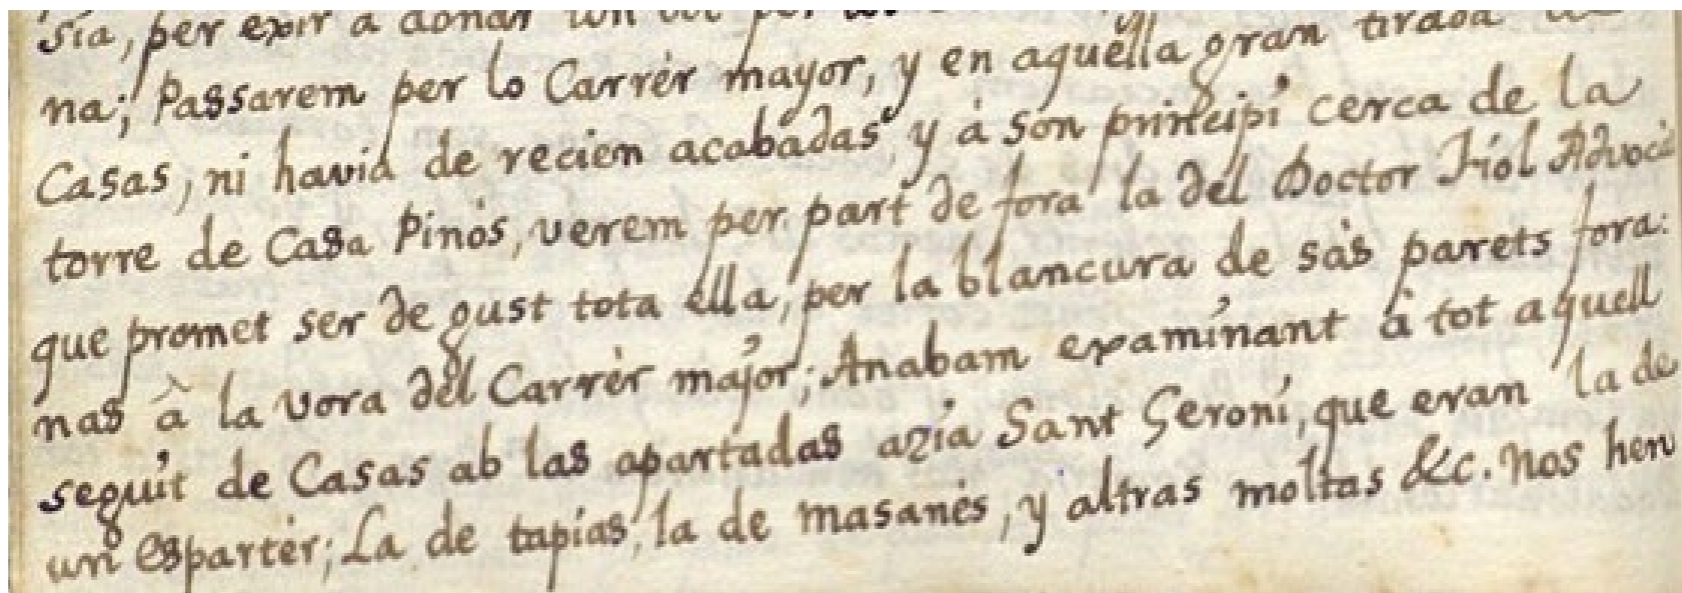 sia, per exir à donar un vol per
na; Passarem per lo Carrèr mayor, y en aquella gran tirada de
Casas, ni havia de recien acabadas y à son principi cerca de la
torre de Casa Pinòs, verem per part de fora la del Doctor Fiol Advocà
que promet ser de gust tota ella, per la blancura de sàs parets fora:
nas à la vora del Carrèr major; Anabam examinant à tot aquell
seguit de Casas ab las apartadas azia Sant Geroni, que eran la de
un Espartèr; La de tapias, la de masanès, y altras moltas &c. Nos hen